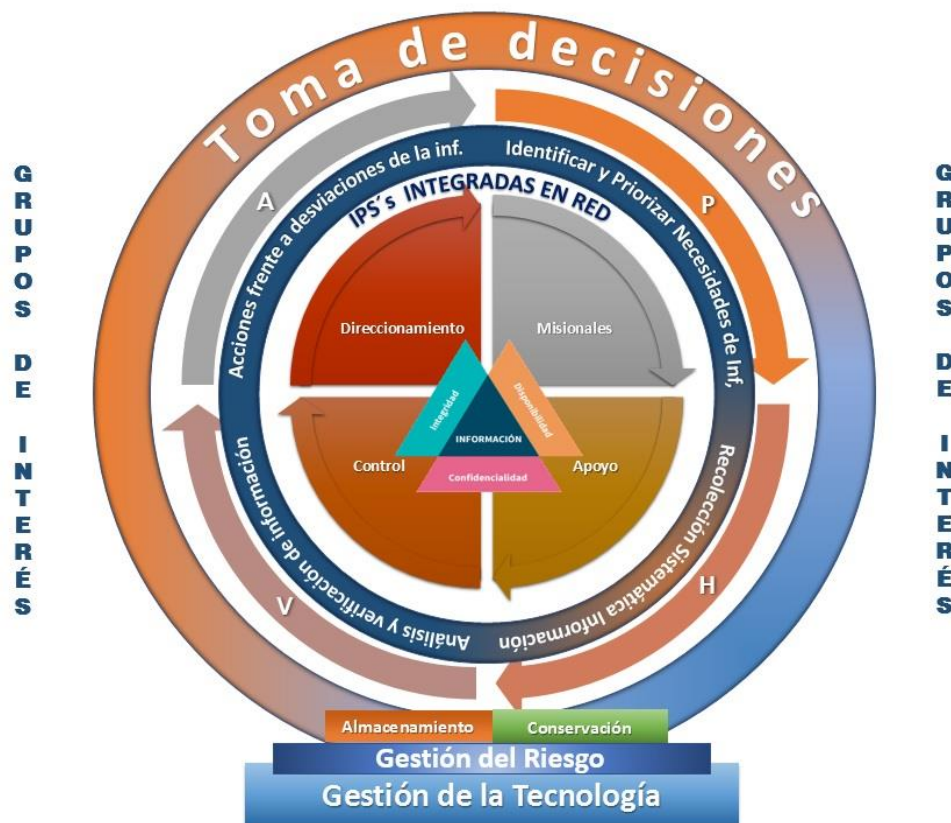 Toma de decisiones
GRUPOS DE INTERÉS
GRUPOS DE INTERÉS
A
P
H
V
Acciones frente a desviaciones de la inf.
Identificar y Priorizar Necesidades de Inf,
Recolección Sistemática Información
Análisis y Verificación de información
IPS´s INTEGRADAS EN RED
Direccionamiento
Misionales
Control
Apoyo
Integridad
Disponibilidad
INFORMACIÓN
Confidencialidad
Almacenamiento
Conservación
Gestión del Riesgo
Gestión de la Tecnología